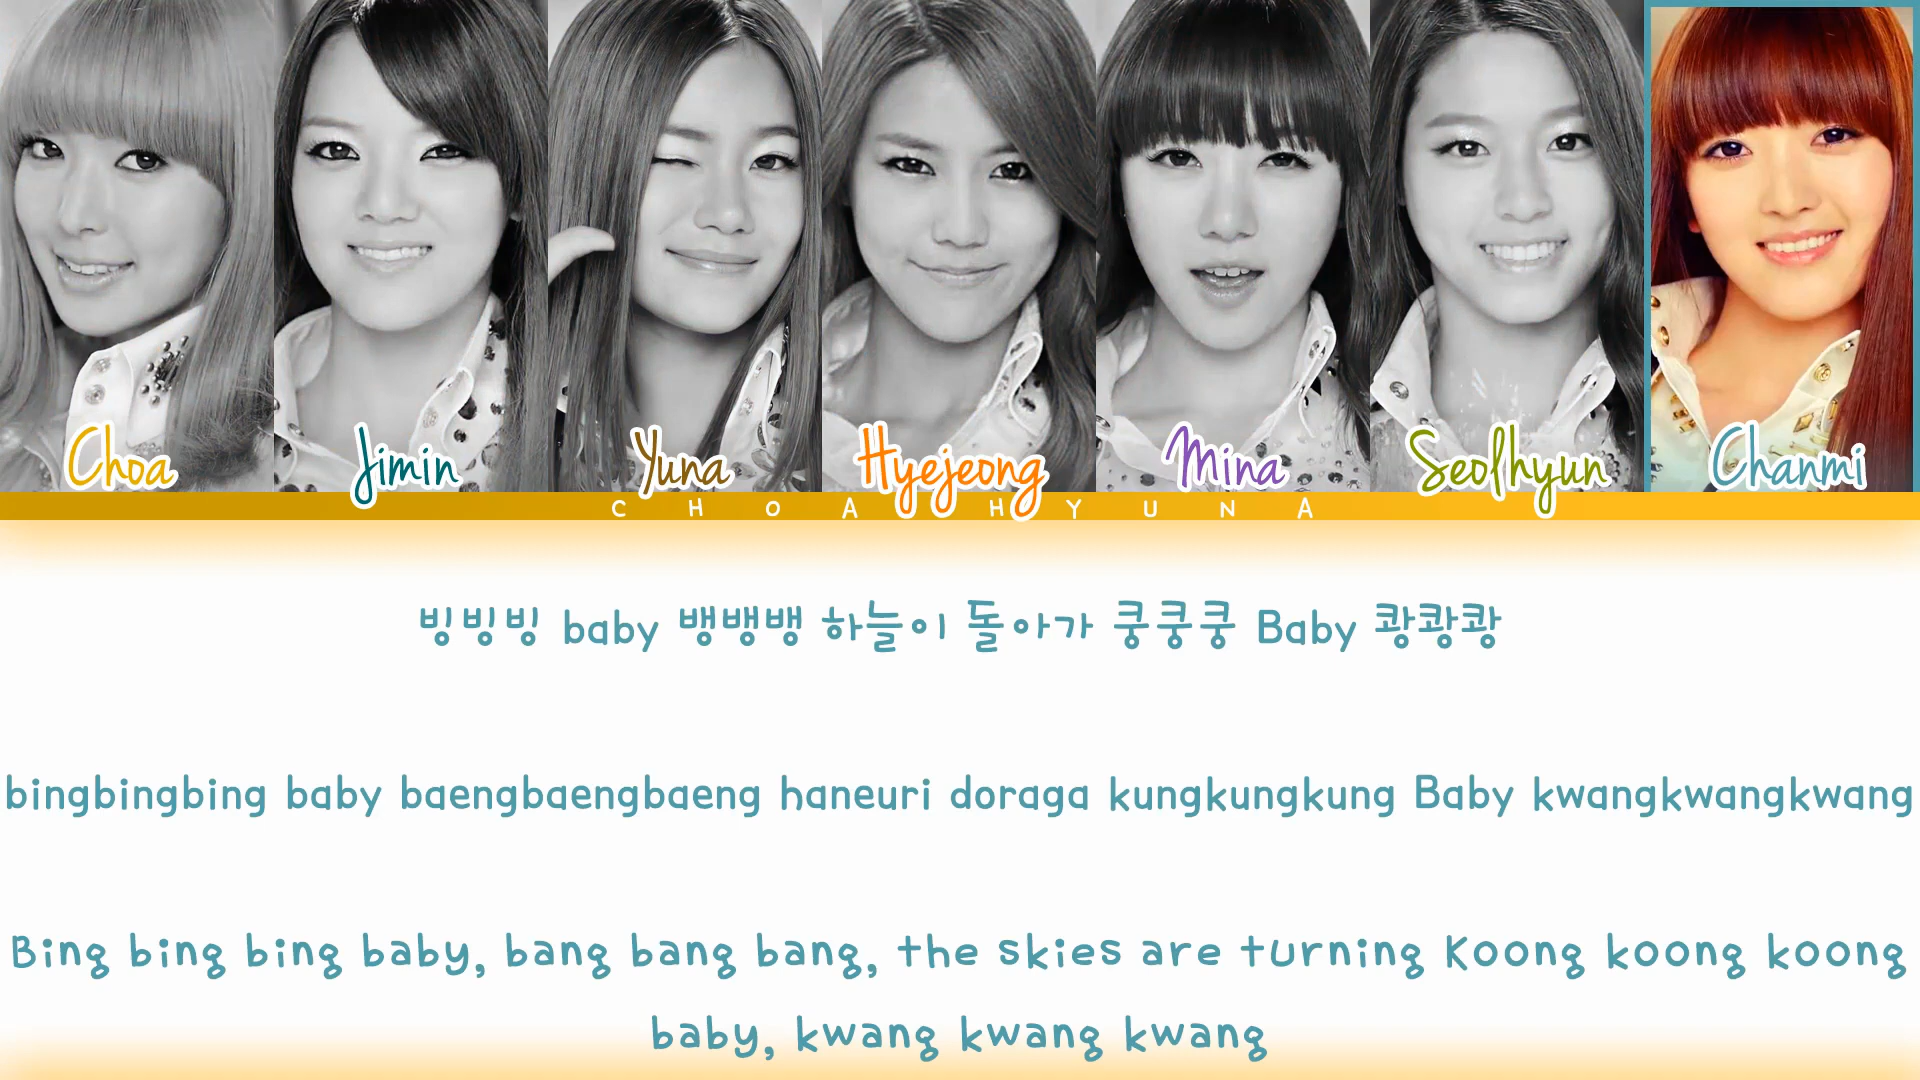 Choa
Jimin
Yuna
Hyejeong
Mina
Seolhyun
Chanmi
CHOAHYUNA
빙빙빙 baby 뱅뱅뱅 하늘이 돌아가 쿵쿵쿵 Baby 쾅쾅쾅
bingbingbing baby baengbaengbaeng haneuri doraga kungkungkung Baby kwangkwangkwang
Bing bing bing baby, bang bang bang, the skies are turning Koong koong koong
baby, kwang kwang kwang